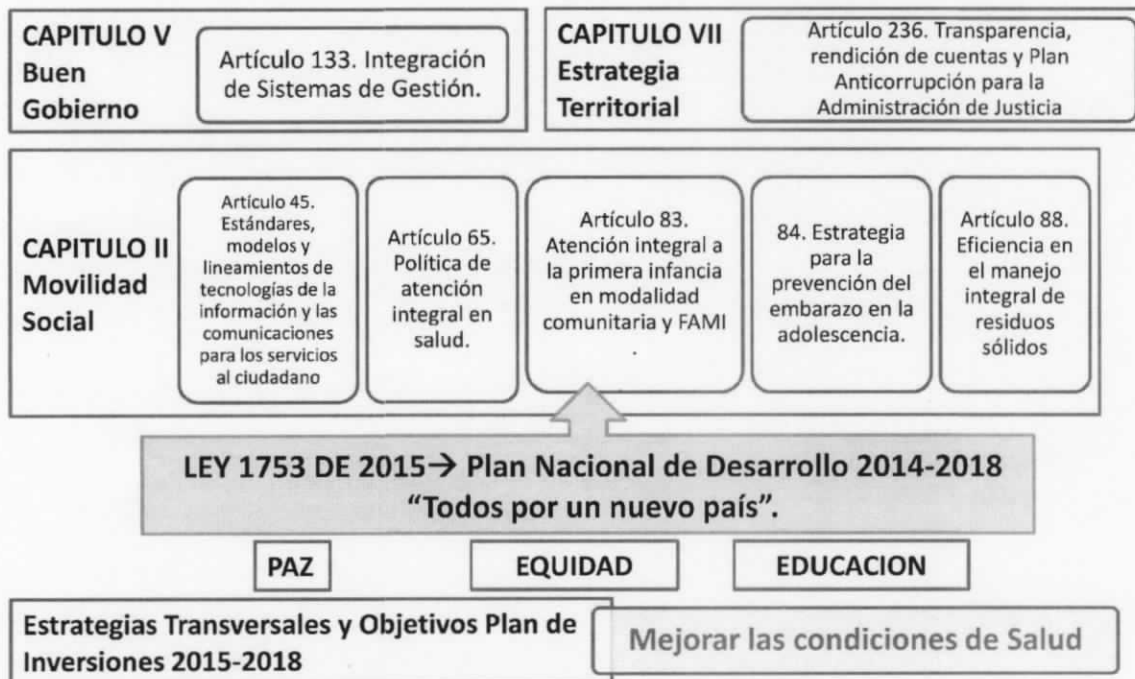 CAPITULO V
Buen
Gobierno
Artículo 133. Integración
de Sistemas de Gestión.
CAPITULO VII
Estrategia
Territorial
Artículo 236. Transparencia,
rendición de cuentas y Plan
Anticorrupción para la
Administración de Justicia
CAPITULO II
Movilidad
Social
Artículo 45.
Estándares,
modelos y
lineamientos de
tecnologías de la
información y las
comunicaciones
para los servicios
al ciudadano
Artículo 65.
Política de
atención
integral en
salud.
Artículo 83.
Atención integral a
la primera infancia
en modalidad
comunitaria y FAMI
.
84. Estrategia
para la
prevención del
embarazo en la
adolescencia.
Artículo 88.
Eficiencia en
el manejo
integral de
residuos
sólidos
LEY 1753 DE 2015→ Plan Nacional de Desarrollo 2014-2018
“Todos por un nuevo país”.
PAZ
EQUIDAD
EDUCACION
Estrategias Transversales y Objetivos Plan de
Inversiones 2015-2018
Mejorar las condiciones de Salud